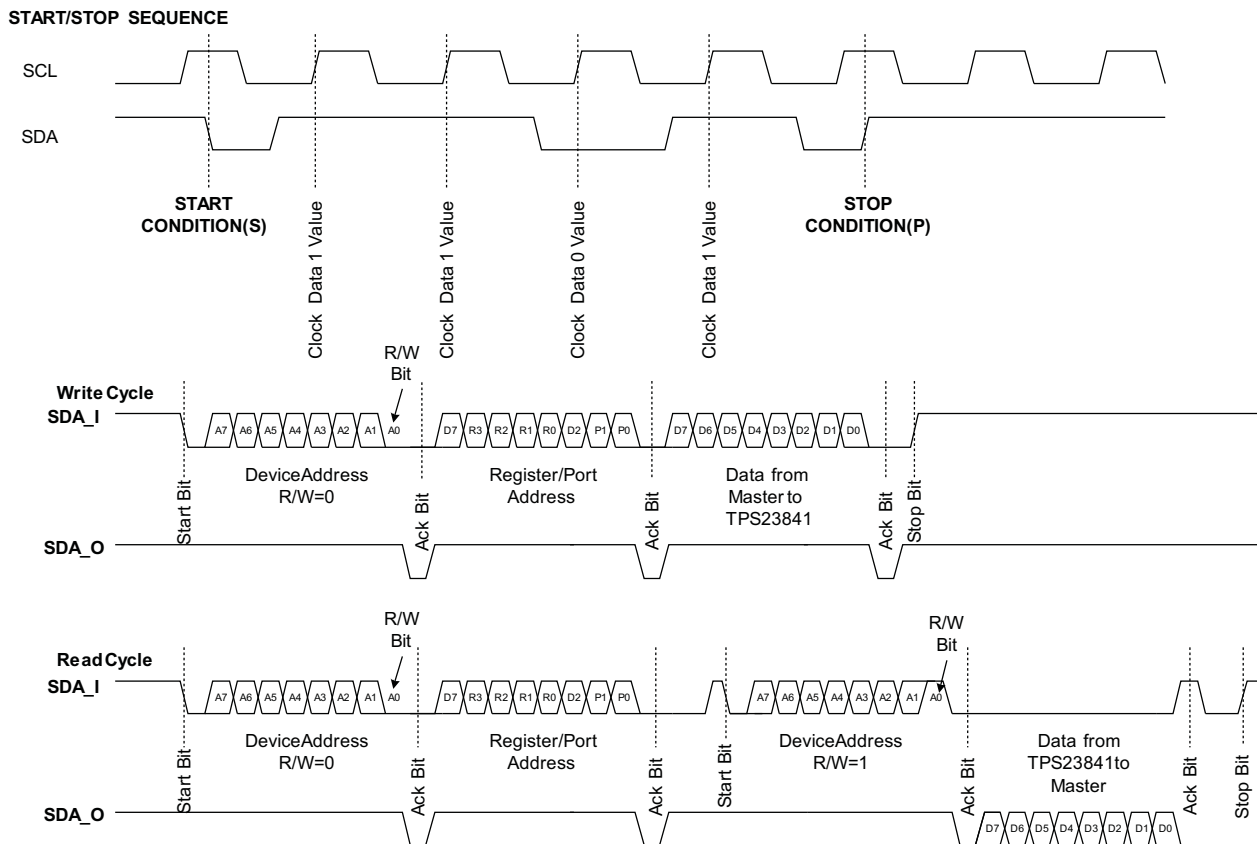 START/STOP SEQUENCE
SCL
SDA
START
CONDITION(S)
Clock Data 1 Value
Clock Data 1 Value
Clock Data 0 Value
Clock Data 1 Value
STOP
CONDITION(P)
R/W
Bit
Write Cycle
SDA_I
A7 A6 A5 A4 A3 A2 A1 A0
D7 R3 R2 R1 R0 D2 P1 P0
D7 D6 D5 D4 D3 D2 D1 D0
Start Bit
DeviceAddress
R/W=0
Ack Bit
Register/Port
Address
Ack Bit
Data from
Master to
TPS23841
Ack Bit
Stop Bit
SDA_O
R/W
Bit
R/W
Bit
Read Cycle
SDA_I
A7 A6 A5 A4 A3 A2 A1 A0
D7 R3 R2 R1 R0 D2 P1 P0
A7 A6 A5 A4 A3 A2 A1 A0
Start Bit
DeviceAddress
R/W=0
Ack Bit
Register/Port
Address
Ack Bit
Start Bit
DeviceAddress
R/W=1
Ack Bit
Data from
TPS23841to
Master
Ack Bit
Stop Bit
SDA_O
D7 D6 D5 D4 D3 D2 D1 D0